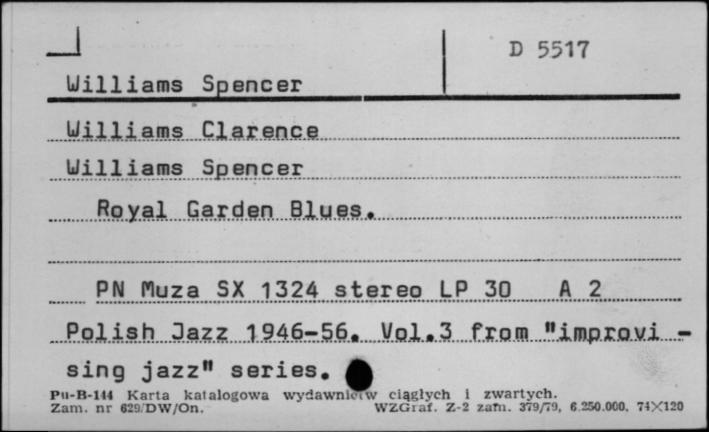 D 5517
Williams Spencer
Williams Clarence
Williams Spencer
Royal Garden Blues.
PN Muza SX 1324 stereo LP 30 A 2
Polish Jazz 1946-56. Vol.3 from "improvi -
sing jazz" series.
Pu-B-144 Karta katalogowa wydawnictw ciągłych i zwartych.
Zam. nr 629/DW/On. WZGraf. Z-2 zam. 379/79, 6.250.000, 74×120